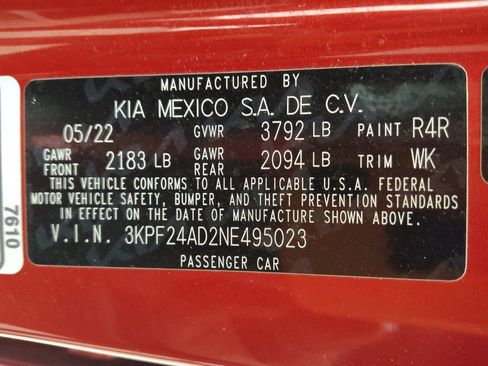 MANUFACTURED BY
KIA MEXICO S.A. DE C.V.
05/22 GVWR 3792 LB PAINT R4R
GAWR FRONT 2183 LB GAWR REAR 2094 LB TRIM WK
THIS VEHICLE CONFORMS TO ALL APPLICABLE U.S.A. FEDERAL
MOTOR VEHICLE SAFETY, BUMPER, AND THEFT PREVENTION STANDARDS
IN EFFECT ON THE DATE OF MANUFACTURE SHOWN ABOVE.
V.I.N. 3KPF24AD2NE495023
PASSENGER CAR
7610